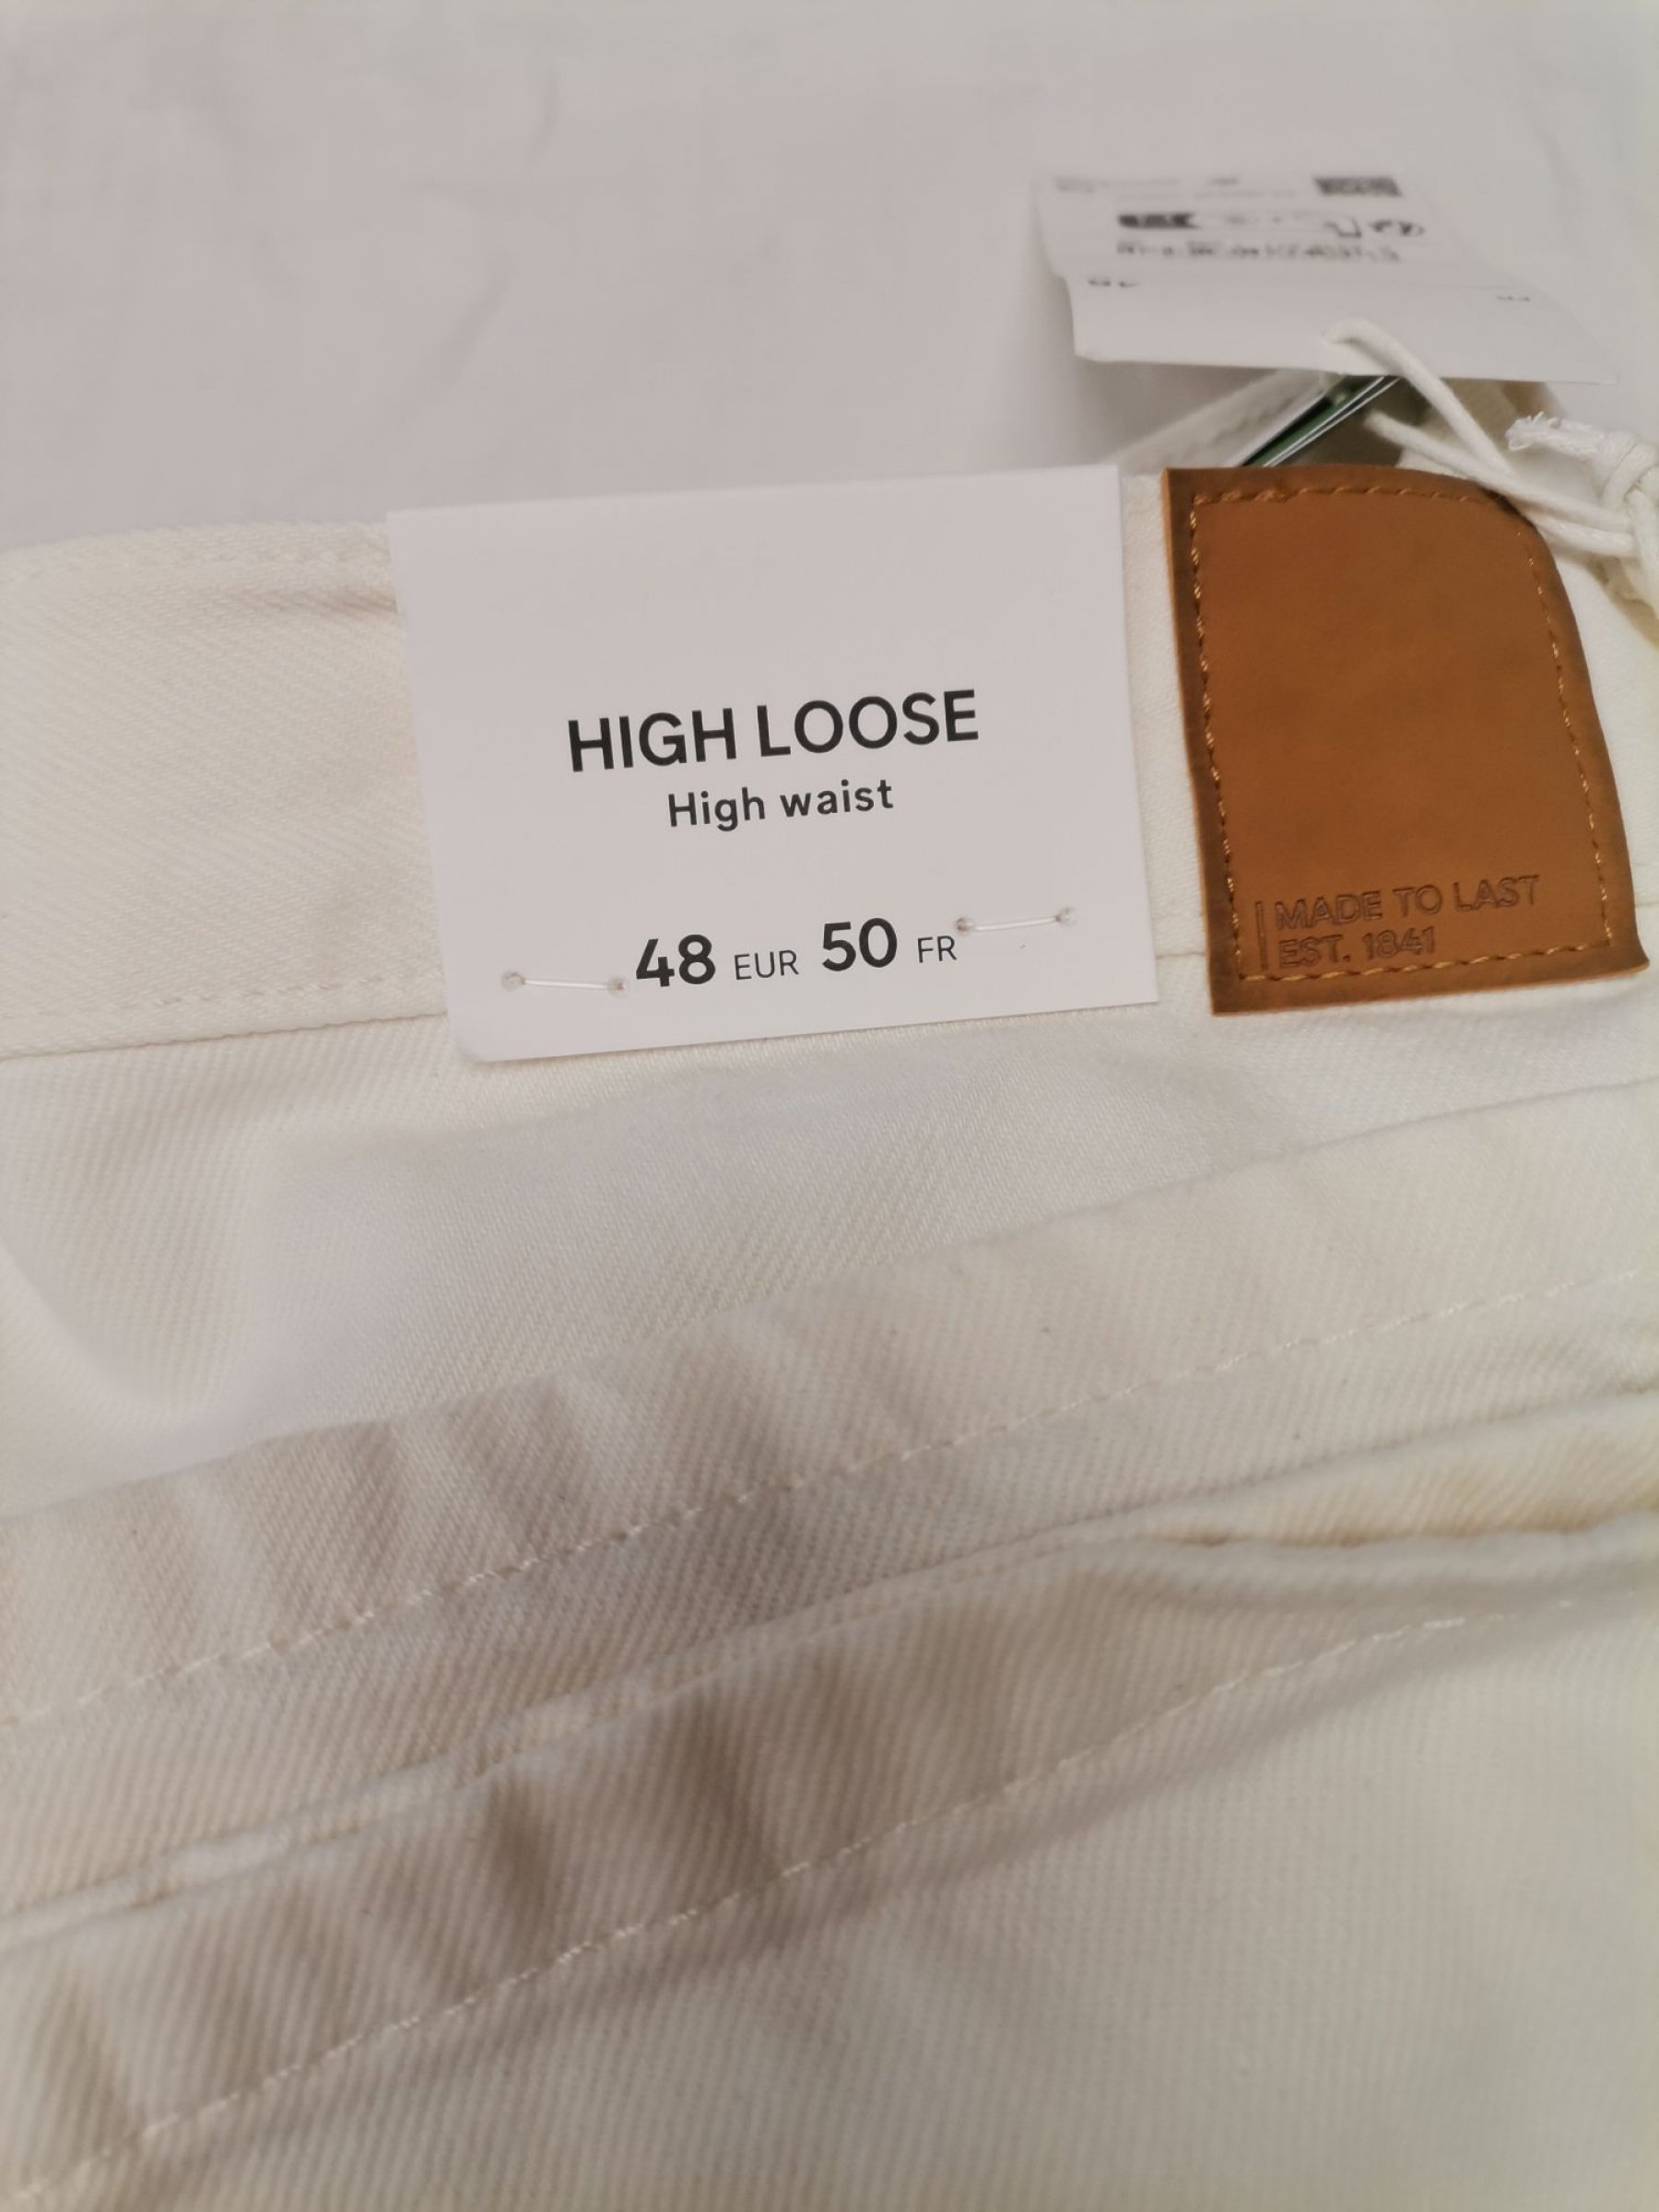 HIGH LOOSE
High waist
48 EUR 50 FR
MADE TO LAST
EST. 1841